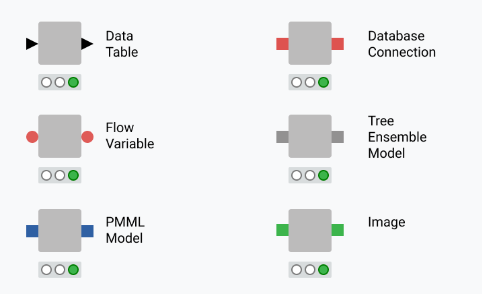 Data
Table
Database
Connection
Flow
Variable
Tree
Ensemble
Model
PMML
Model
Image